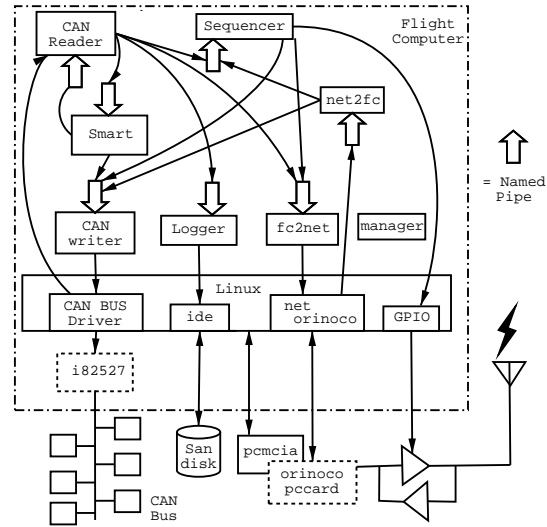 CAN
Reader
Sequencer
Flight
Computer
net2fc
Smart
= Named
Pipe
CAN
writer
Logger
fc2net
manager
Linux
CAN BUS
Driver
ide
net
orinoco
GPIO
i82527
San
disk
pcmcia
orinoco
pccard
CAN
Bus